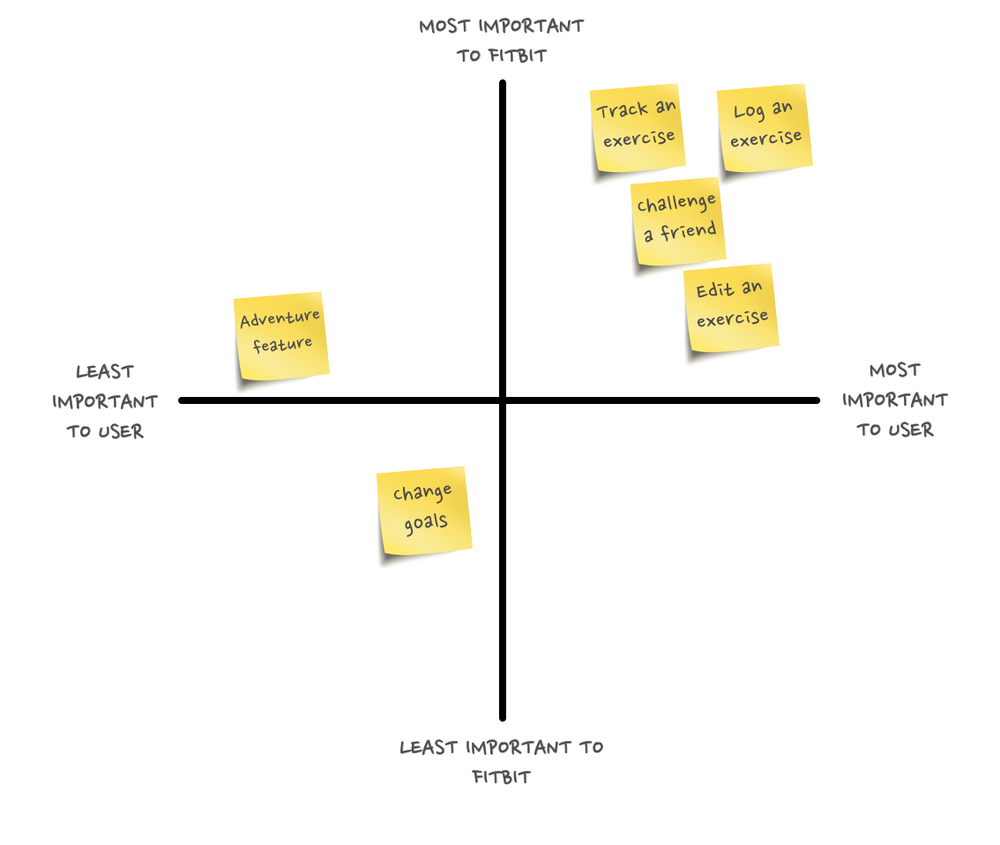 MOST IMPORTANT
TO FITBIT
Track an
exercise
Log an
exercise
Challenge
a friend
Edit an
exercise
Adventure
feature
LEAST
IMPORTANT
TO USER
MOST
IMPORTANT
TO USER
Change
goals
LEAST IMPORTANT TO
FITBIT